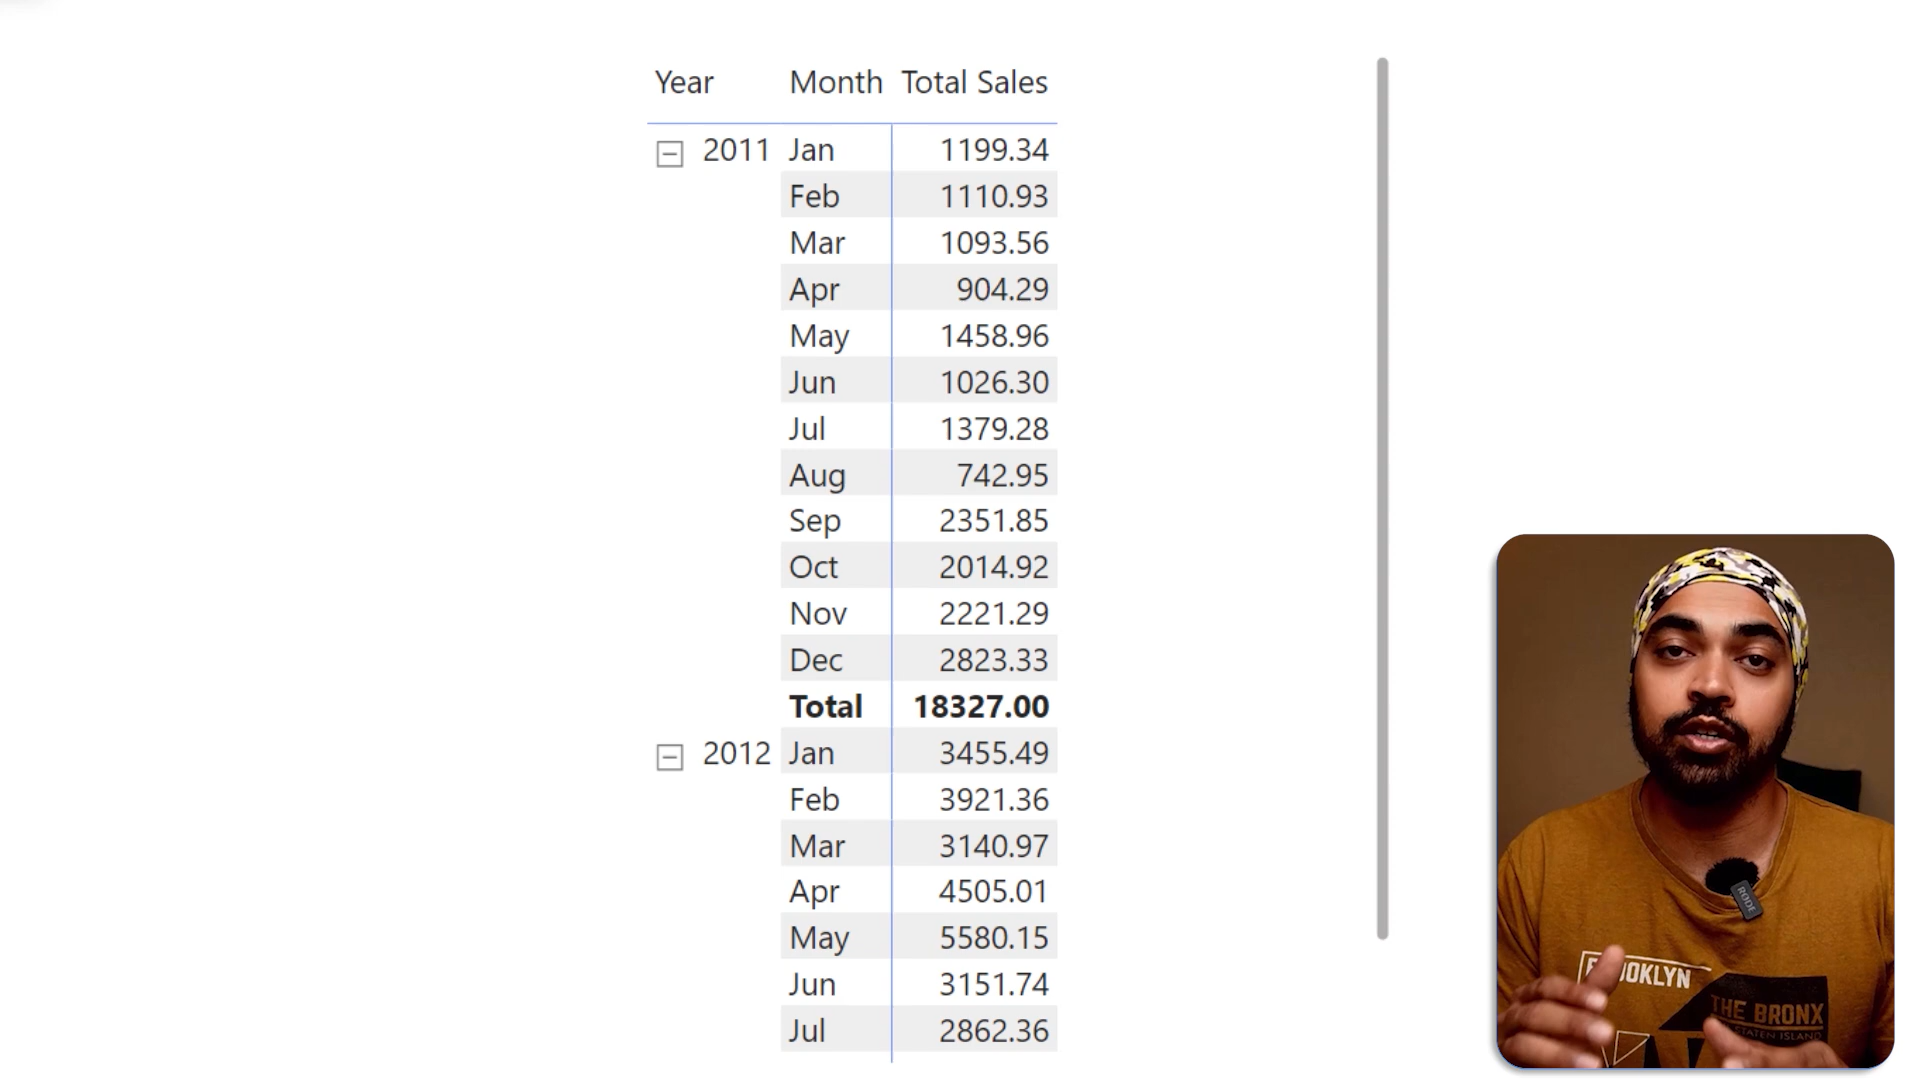 Year Month Total Sales
2011 Jan 1199.34
Feb 1110.93
Mar 1093.56
Apr 904.29
May 1458.96
Jun 1026.30
Jul 1379.28
Aug 742.95
Sep 2351.85
Oct 2014.92
Nov 2221.29
Dec 2823.33
Total 18327.00
2012 Jan 3455.49
Feb 3921.36
Mar 3140.97
Apr 4505.01
May 5580.15
Jun 3151.74
Jul 2862.36
RODE
THE BRONX